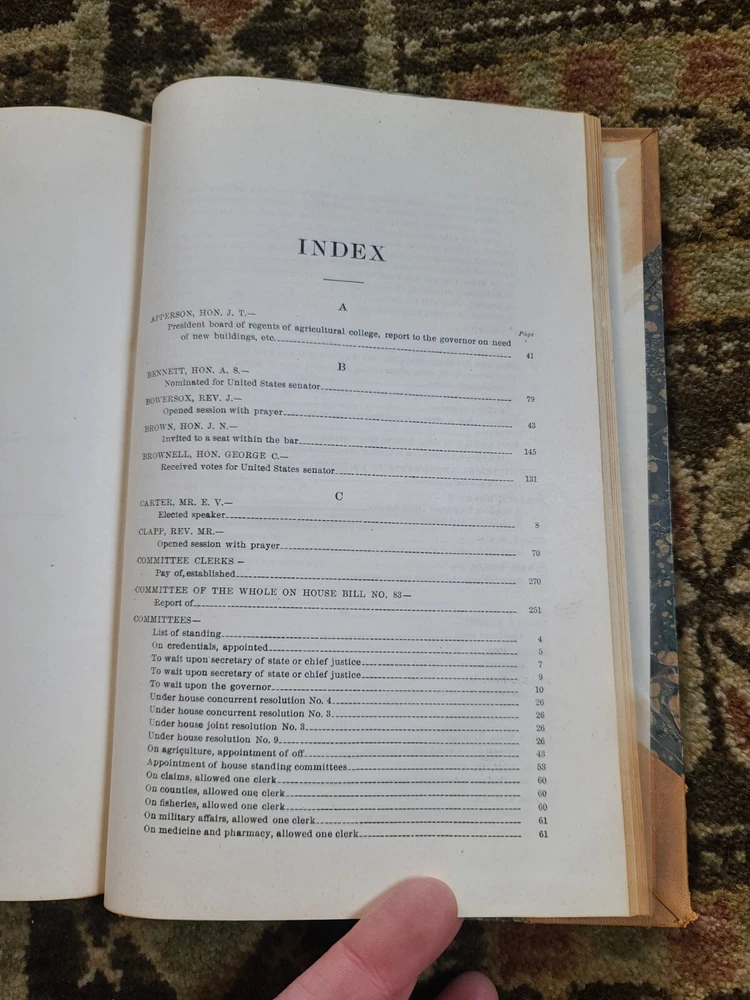 INDEX
A
Page
APPERSON, HON. J. T.—
President board of regents of agricultural college, report to the governor on need
of new buildings, etc. 41
B
BENNETT, HON. A. S.—
Nominated for United States senator 79
BOWERSOX, REV. J.—
Opened session with prayer 43
BROWN, HON. J. N.—
Invited to a seat within the bar 145
BROWNELL, HON. GEORGE C.—
Received votes for United States senator 131
C
CARTER, MR. E. V.—
Elected speaker 8
CLAPP, REV. MR.—
Opened session with prayer 70
COMMITTEE CLERKS —
Pay of, established 270
COMMITTEE OF THE WHOLE ON HOUSE BILL NO. 83—
Report of 251
COMMITTEES—
List of standing 4
On credentials, appointed 5
To wait upon secretary of state or chief justice 7
To wait upon secretary of state or chief justice 9
To wait upon the governor 10
Under house concurrent resolution No. 4 26
Under house concurrent resolution No. 3 26
Under house joint resolution No. 3 26
Under house resolution No. 9 26
On agriculture, appointment of off 43
Appointment of house standing committees 53
On claims, allowed one clerk 60
On counties, allowed one clerk 60
On fisheries, allowed one clerk 60
On military affairs, allowed one clerk 61
On medicine and pharmacy, allowed one clerk 61